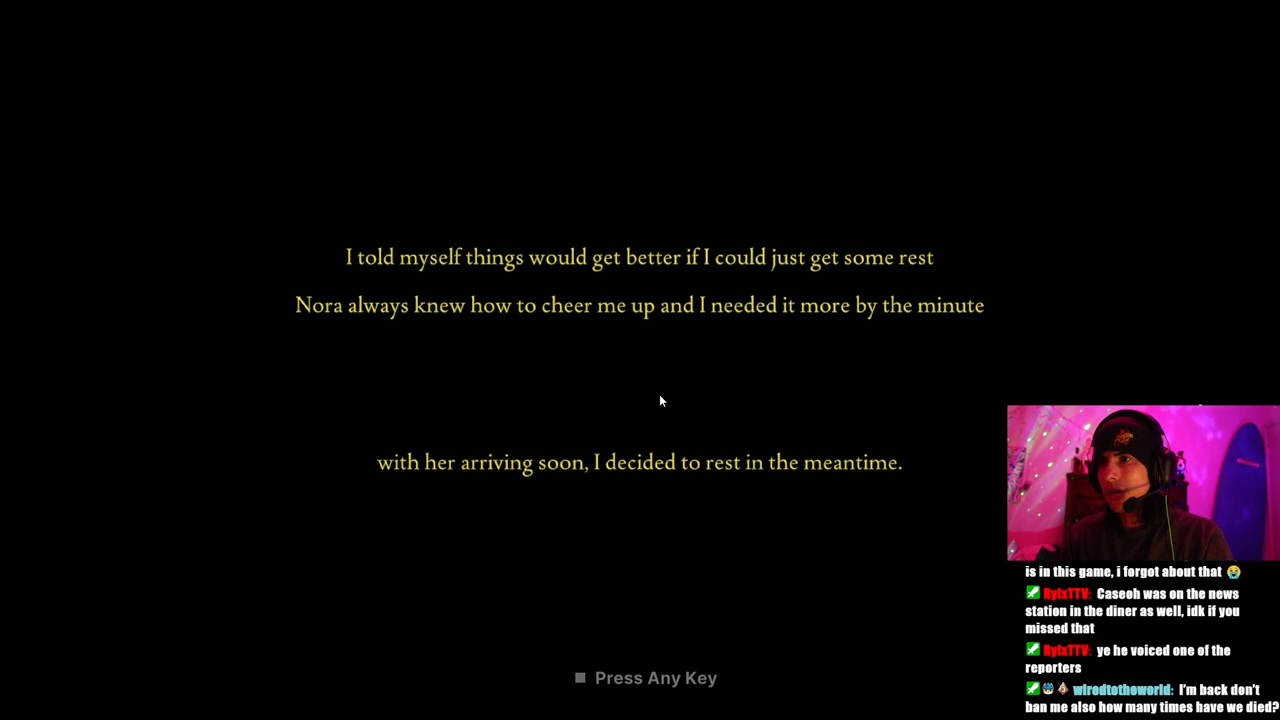 I told myself things would get better if I could just get some rest
Nora always knew how to cheer me up and I needed it more by the minute
with her arriving soon, I decided to rest in the meantime.
is in this game, i forgot about that 😭
RylxTTV: Caseoh was on the news
station in the diner as well, idk if you
missed that
RylxTTV: ye he voiced one of the
reporters
wiredtotheworld: I'm back don't
ban me also how many times have we died?
Press Any Key